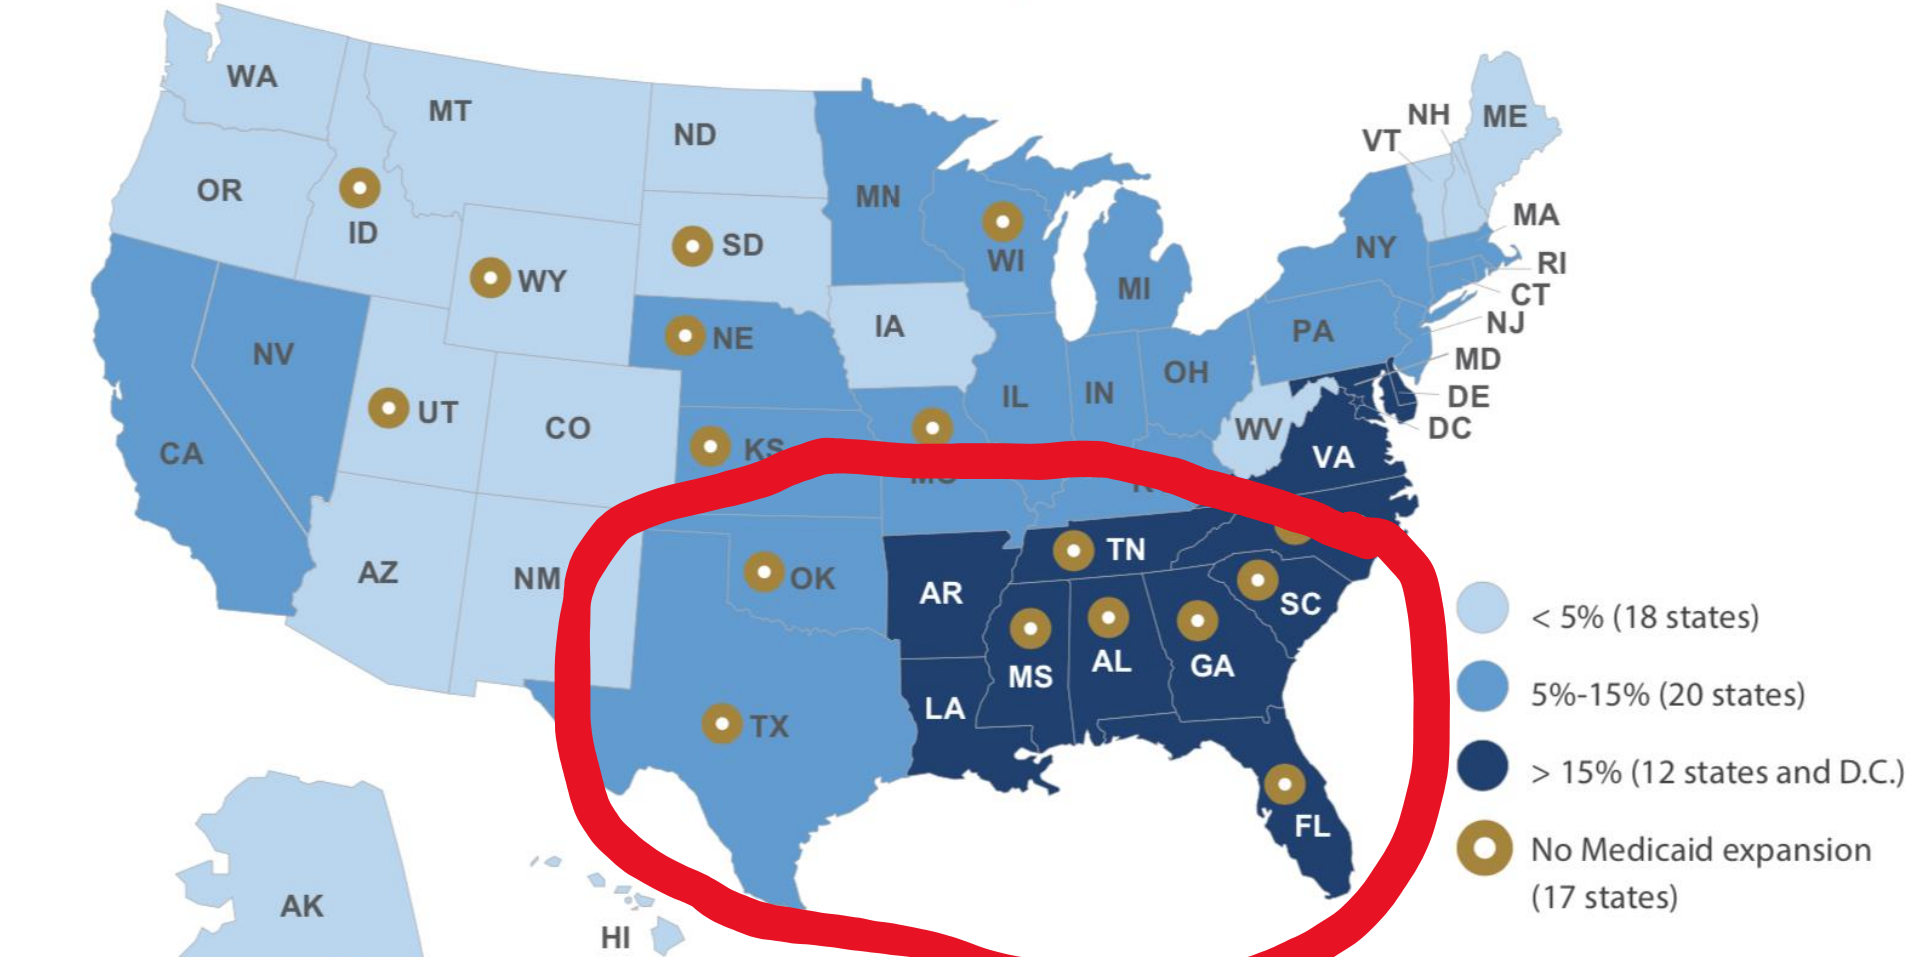 WA
MT
ND
MN
OR
ID
WY
SD
WI
MI
NH
ME
VT
NY
MA
RI
CT
NJ
MD
DE
DC
PA
IA
NE
NV
UT
CO
CA
KS
MO
IL
IN
OH
WV
VA
AZ
NM
OK
AR
TN
SC
MS
AL
GA
LA
TX
FL
AK
HI
< 5% (18 states)
5%-15% (20 states)
> 15% (12 states and D.C.)
No Medicaid expansion
(17 states)